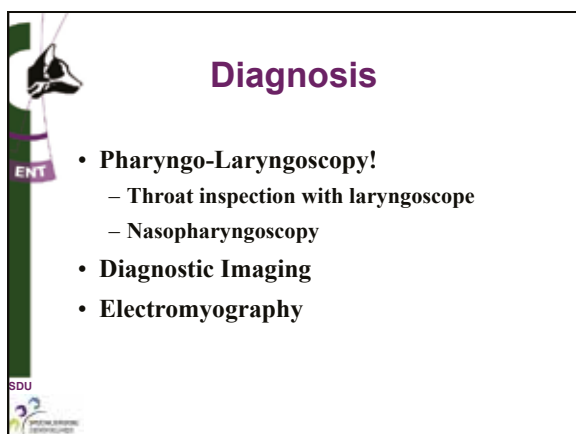 Diagnosis
• Pharyngo-Laryngoscopy!
– Throat inspection with laryngoscope
– Nasopharyngoscopy
• Diagnostic Imaging
• Electromyography
ENT
SDU